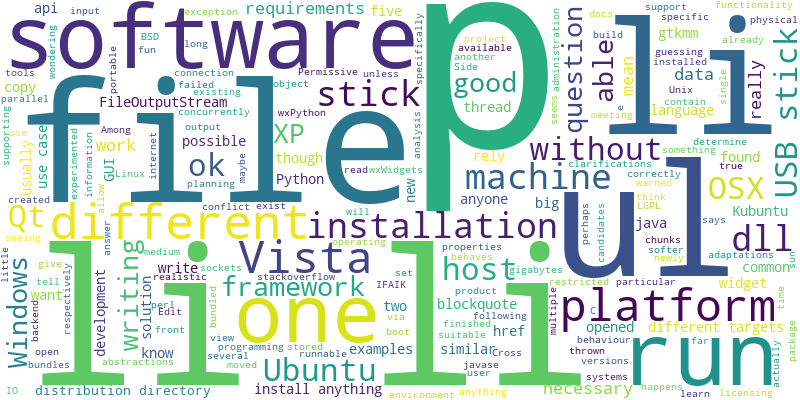 software
p
li
file
ul
li li
one
run
different
installation
platform
Vista
host
framework
Ubuntu
machine
without
stick
ok
XP
Qt
OSX
dll
USB stick
Windows
writing
question
able
good
thread
data
language
gtkmm
mean
really
requirements
five
api
input
exception
BSD
fun
long
wondering
tools
portable
copy
parallel
FileOutputStream
Permissive
unless
connection
failed
existing
object
project
available
another
Side
specifically
build
guessing
support
specific
functionality
docs
physical
already
installed
Unix
contain
single
administration
seems
e
meeting
determine
something
found
rely
clarifications
true
wxPython
concurrently
output
possible
analysis
use case
usually
supporting
use
work
GUI
though
Python
read
wxWidgets
new
Among
internet
maybe
planning
experimented
information
Linux
allow
created
conflict
exist
will
anyone
big
java
chunks
softer
correctly
warned
think
LGPL
says
Kubuntu
common
adaptations
newly
perhaps
candidates
restricted
particular
widget
different targets
time
sun
package
seeing
little
answer
want
give
tell
medium
write
realistic
sockets
stackoverflow
operating
properties
behaves
IFAIK
gigabytes
product
blockquote
two
set
via
boot
following
suitable
href
similar
examples
finished
javase
user
Cross
multiple
opened
c
behaviour
thrown
versions
systems
far
happens
learn
actually
licensing
necessary
anything
environment
install anything
know
several
moved
view
programming
runnable
stored
bundled
front
perl
Edit
solution
development
abstractions
bundles
open
backend
respectively
IO
distribution
directory